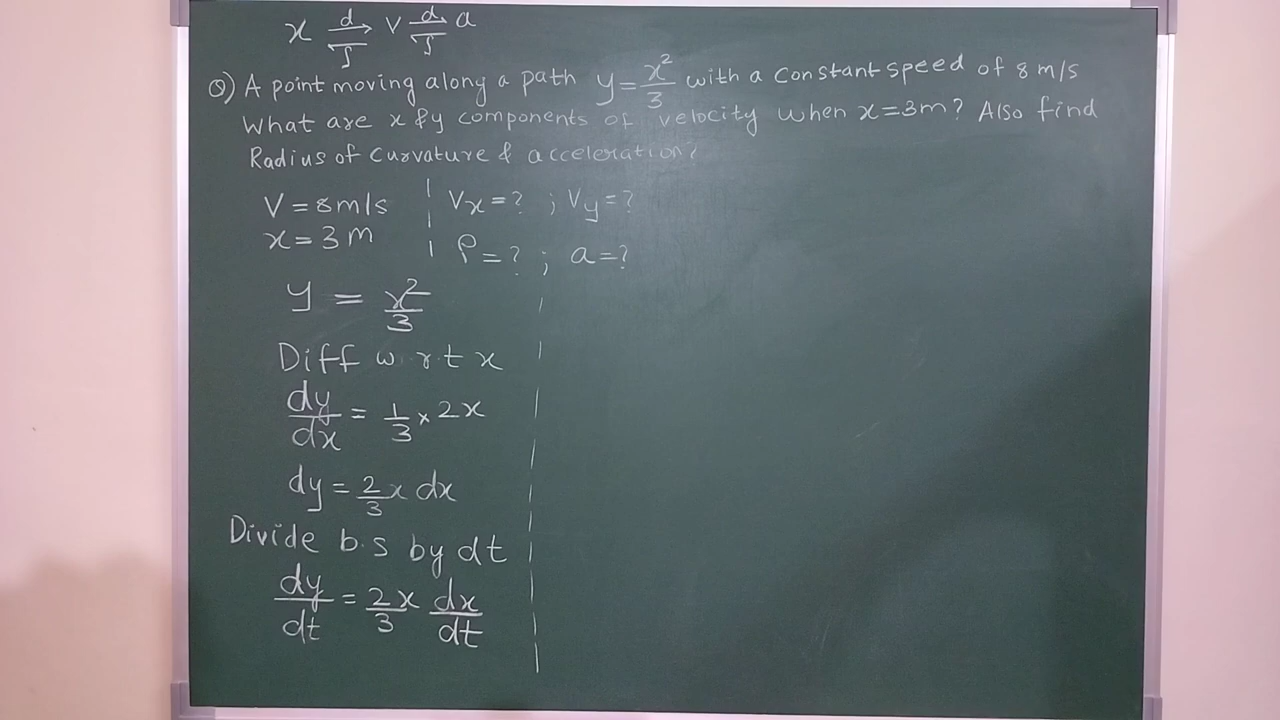 x d/∫ v d/∫ a
Q) A point moving along a path y = x²/3 with a constant speed of 8 m/s
What are x & y components of velocity when x=3m? Also find
Radius of Curvature & acceleration?
V = 8m/s | Vx = ? ; Vy = ?
x = 3 m | ρ = ? ; a = ?
y = x²/3
Diff w.r.t x
dy/dx = 1/3 × 2x
dy = 2/3 x dx
Divide b.s by dt
dy/dt = 2/3 x dx/dt